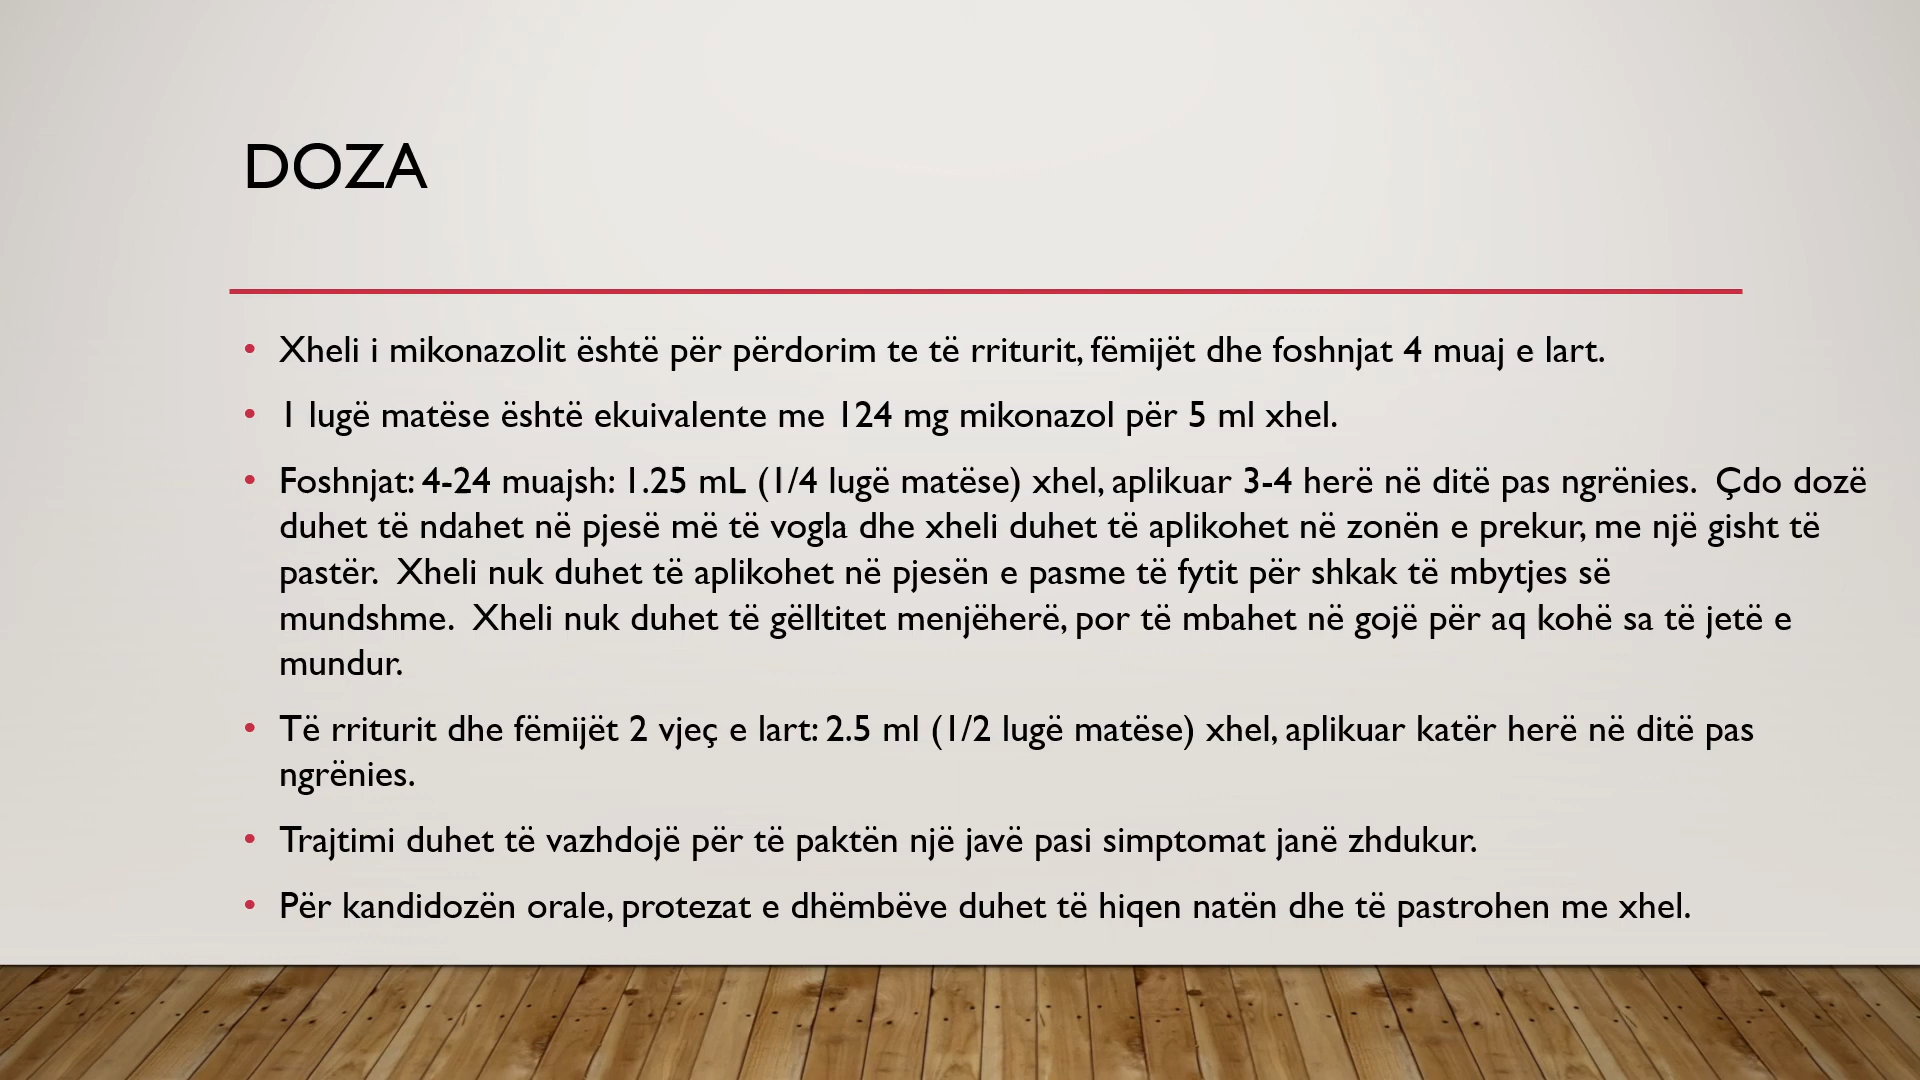 DOZA
• Xheli i mikonazolit është për përdorim te të rriturit, fëmijët dhe foshnjat 4 muaj e lart.
• 1 lugë matëse është ekuivalente me 124 mg mikonazol për 5 ml xhel.
• Foshnjat: 4-24 muajsh: 1.25 mL (1/4 lugë matëse) xhel, aplikuar 3-4 herë në ditë pas ngrënies. Çdo dozë
duhet të ndahet në pjesë më të vogla dhe xheli duhet të aplikohet në zonën e prekur, me një gisht të
pastër. Xheli nuk duhet të aplikohet në pjesën e pasme të fytit për shkak të mbytjes së
mundshme. Xheli nuk duhet të gëlltitet menjëherë, por të mbahet në gojë për aq kohë sa të jetë e
mundur.
• Të rriturit dhe fëmijët 2 vjeç e lart: 2.5 ml (1/2 lugë matëse) xhel, aplikuar katër herë në ditë pas
ngrënies.
• Trajtimi duhet të vazhdojë për të paktën një javë pasi simptomat janë zhdukur.
• Për kandidozën orale, protezat e dhëmbëve duhet të hiqen natën dhe të pastrohen me xhel.